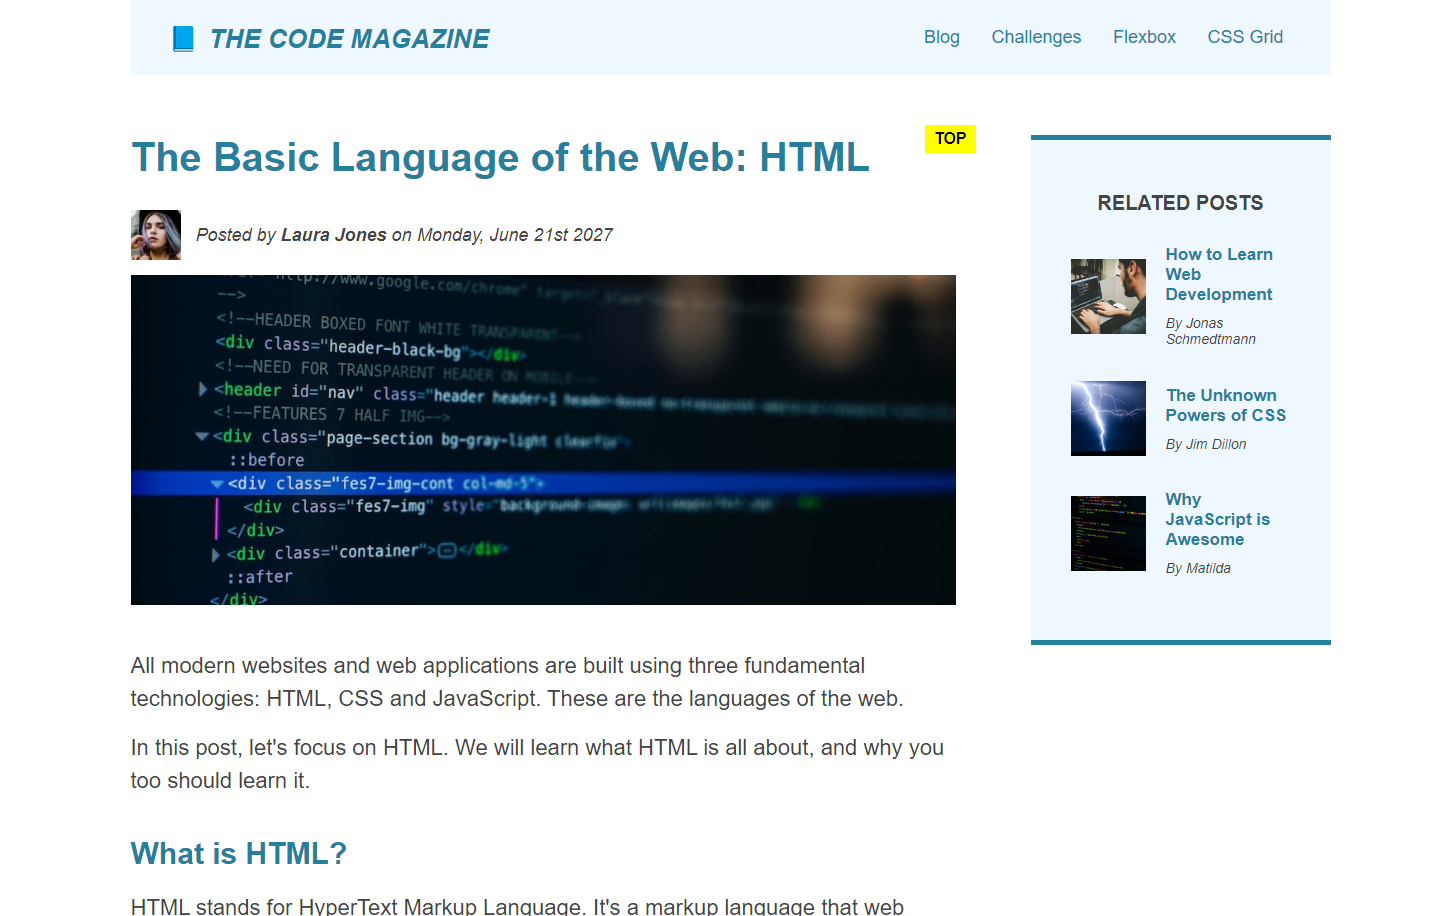 📘 THE CODE MAGAZINE
Blog Challenges Flexbox CSS Grid
The Basic Language of the Web: HTML
TOP
Posted by Laura Jones on Monday, June 21st 2027
http://www.google.com/chrome" target="_blank"
-->
<!--HEADER BOXED FONT WHITE TRANSPARENT-->
<div class="header-black-bg"></div>
<!--NEED FOR TRANSPARENT HEADER ON MOBILE-->
<header id="nav" class="header header-1 header-boxed
<!--FEATURES 7 HALF IMG-->
<div class="page-section bg-gray-light clearfix">
::before
<div class="fes7-img-cont col-md-5">
<div class="fes7-img" style="background-image:
</div>
<div class="container"></div>
::after
</div>
All modern websites and web applications are built using three fundamental
technologies: HTML, CSS and JavaScript. These are the languages of the web.
In this post, let's focus on HTML. We will learn what HTML is all about, and why you
too should learn it.
What is HTML?
HTML stands for HyperText Markup Language. It's a markup language that web
RELATED POSTS
How to Learn
Web
Development
By Jonas
Schmedtmann
The Unknown
Powers of CSS
By Jim Dillon
Why
JavaScript is
Awesome
By Matilda